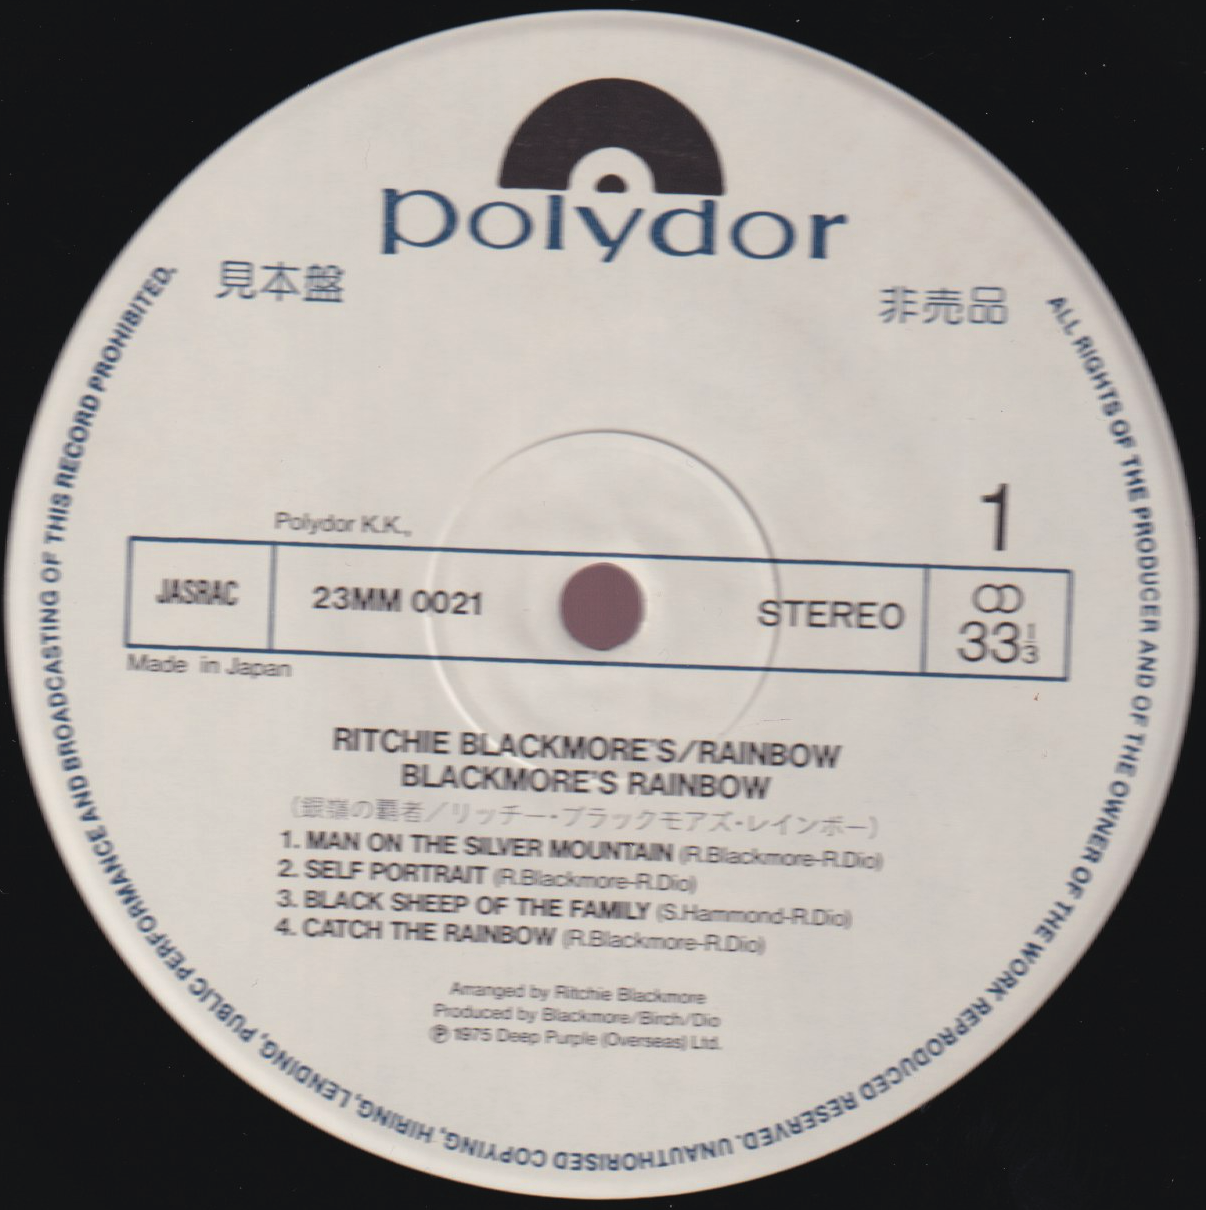 polydor
見本盤
非売品
1
Polydor K.K.,
JASRAC
23MM 0021
STEREO
33 1/3
Made in Japan
RITCHIE BLACKMORE'S/RAINBOW
BLACKMORE'S RAINBOW
(銀嶺の覇者/リッチー・ブラックモアズ・レインボー)
1. MAN ON THE SILVER MOUNTAIN (R.Blackmore-R.Dio)
2. SELF PORTRAIT (R.Blackmore-R.Dio)
3. BLACK SHEEP OF THE FAMILY (S.Hammond-R.Dio)
4. CATCH THE RAINBOW (R.Blackmore-R.Dio)
Arranged by Ritchie Blackmore
Produced by Blackmore/Birch/Dio
Ⓟ 1975 Deep Purple (Overseas) Ltd.
ALL RIGHTS OF THE PRODUCER AND OF THE OWNER OF THE WORK REPRODUCED RESERVED. UNAUTHORISED COPYING, HIRING, LENDING, PUBLIC PERFORMANCE AND BROADCASTING OF THIS RECORD PROHIBITED.